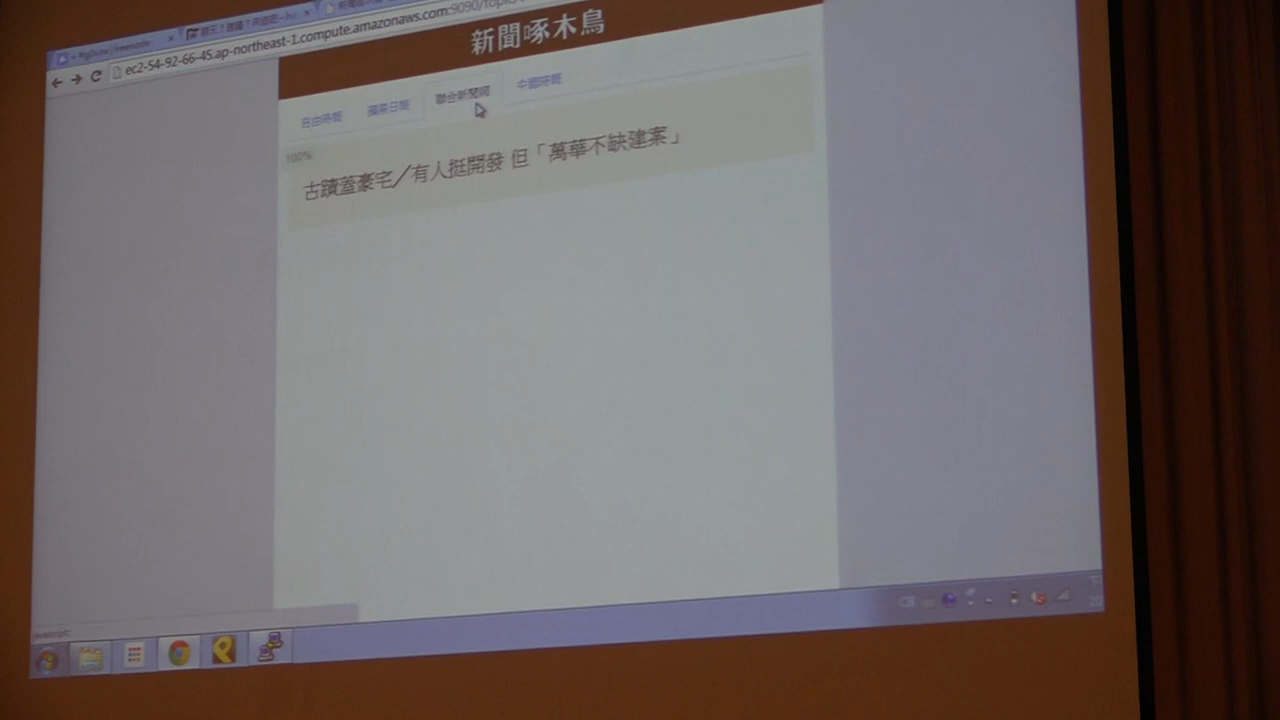 ec2-54-92-66-45.ap-northeast-1.compute.amazonaws.com:9090/topic/
新聞啄木鳥
自由時報 蘋果日報 聯合新聞網 中國時報
100%
古蹟蓋豪宅／有人挺開發 但「萬華不缺建案」